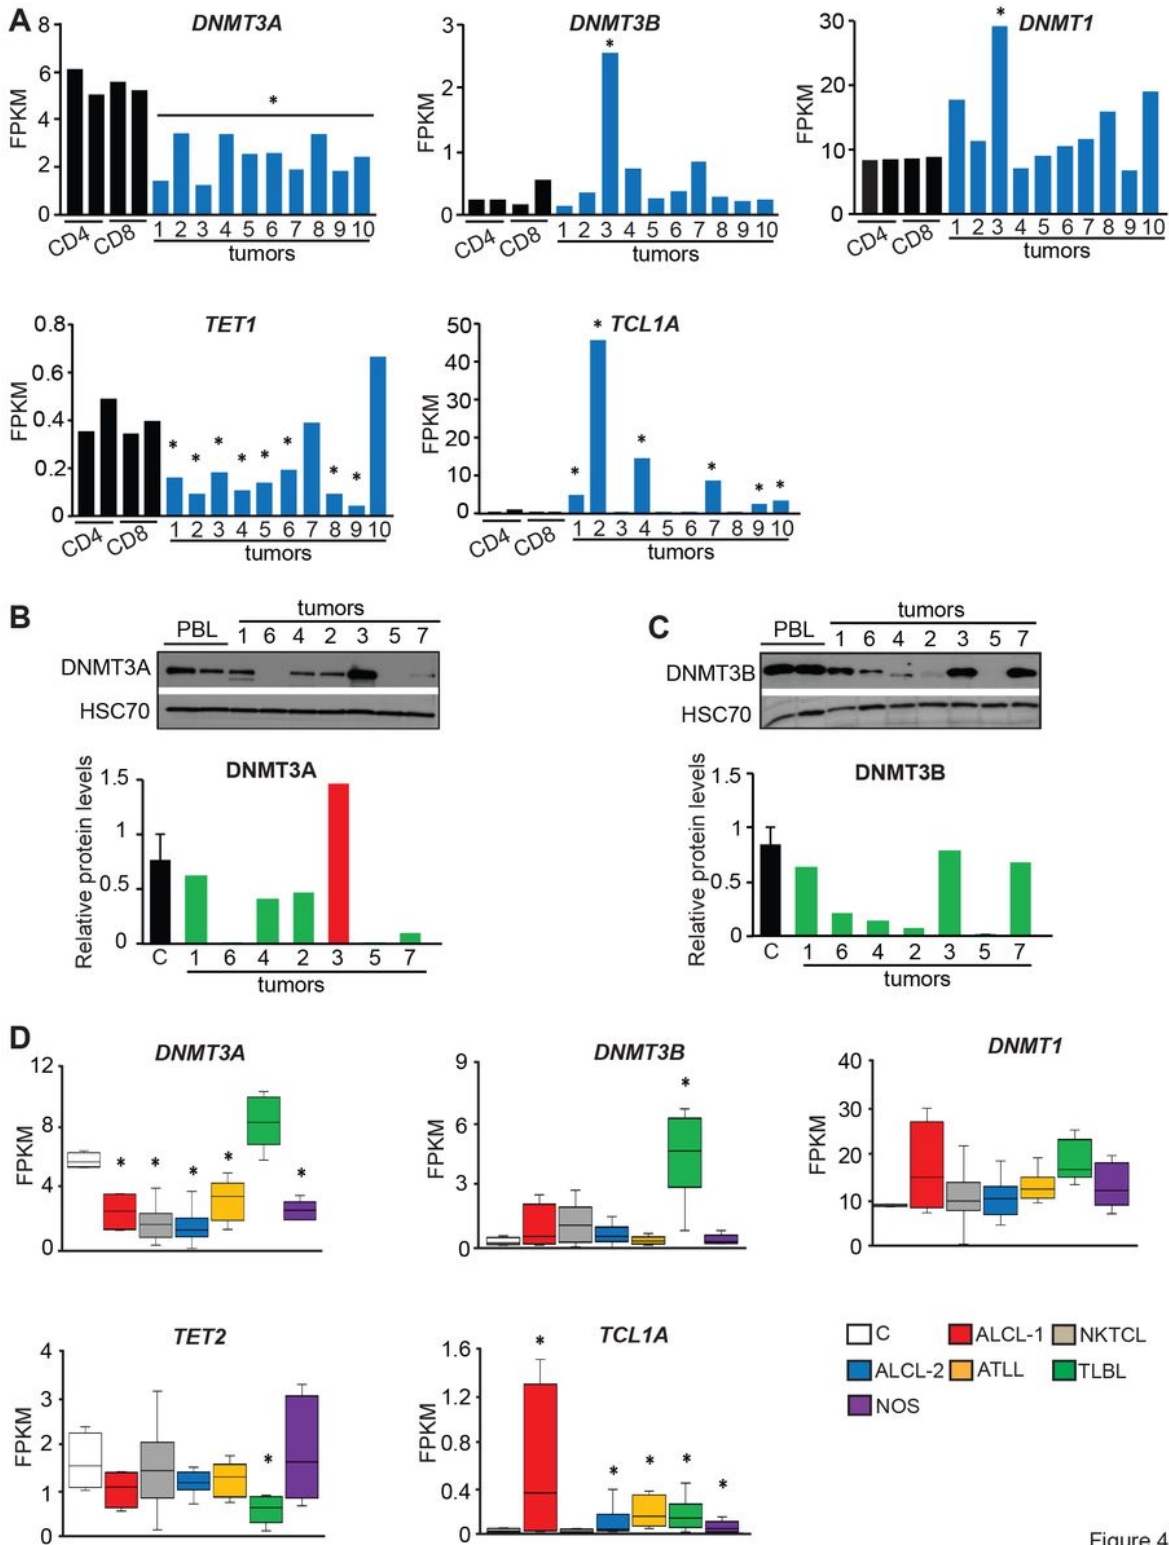 A
DNMT3A
8
6
4
2
0
FPKM
*
CD4 CD8 1 2 3 4 5 6 7 8 9 10
tumors
DNMT3B
3
2
1
0
FPKM
*
CD4 CD8 1 2 3 4 5 6 7 8 9 10
tumors
DNMT1
30
20
10
0
FPKM
*
CD4 CD8 1 2 3 4 5 6 7 8 9 10
tumors
TET1
0.8
0.6
0.4
0.2
0
FPKM
* * * * * * * *
CD4 CD8 1 2 3 4 5 6 7 8 9 10
tumors
TCL1A
50
40
30
20
10
0
FPKM
* * * * * *
CD4 CD8 1 2 3 4 5 6 7 8 9 10
tumors
B
tumors
PBL 1 6 4 2 3 5 7
DNMT3A
HSC70
DNMT3A
1.5
1
0.5
0
Relative protein levels
C 1 6 4 2 3 5 7
tumors
C
tumors
PBL 1 6 4 2 3 5 7
DNMT3B
HSC70
DNMT3B
1.5
1
0.5
0
Relative protein levels
C 1 6 4 2 3 5 7
tumors
D
DNMT3A
12
8
4
0
FPKM
* * * * *
DNMT3B
9
6
3
0
FPKM
*
DNMT1
40
30
20
10
0
FPKM
TET2
4
3
2
1
0
FPKM
*
TCL1A
1.6
1.2
0.8
0.4
0
FPKM
* * * * *
C ALCL-1 NKTCL
ALCL-2 ATLL TLBL
NOS
Figure 4